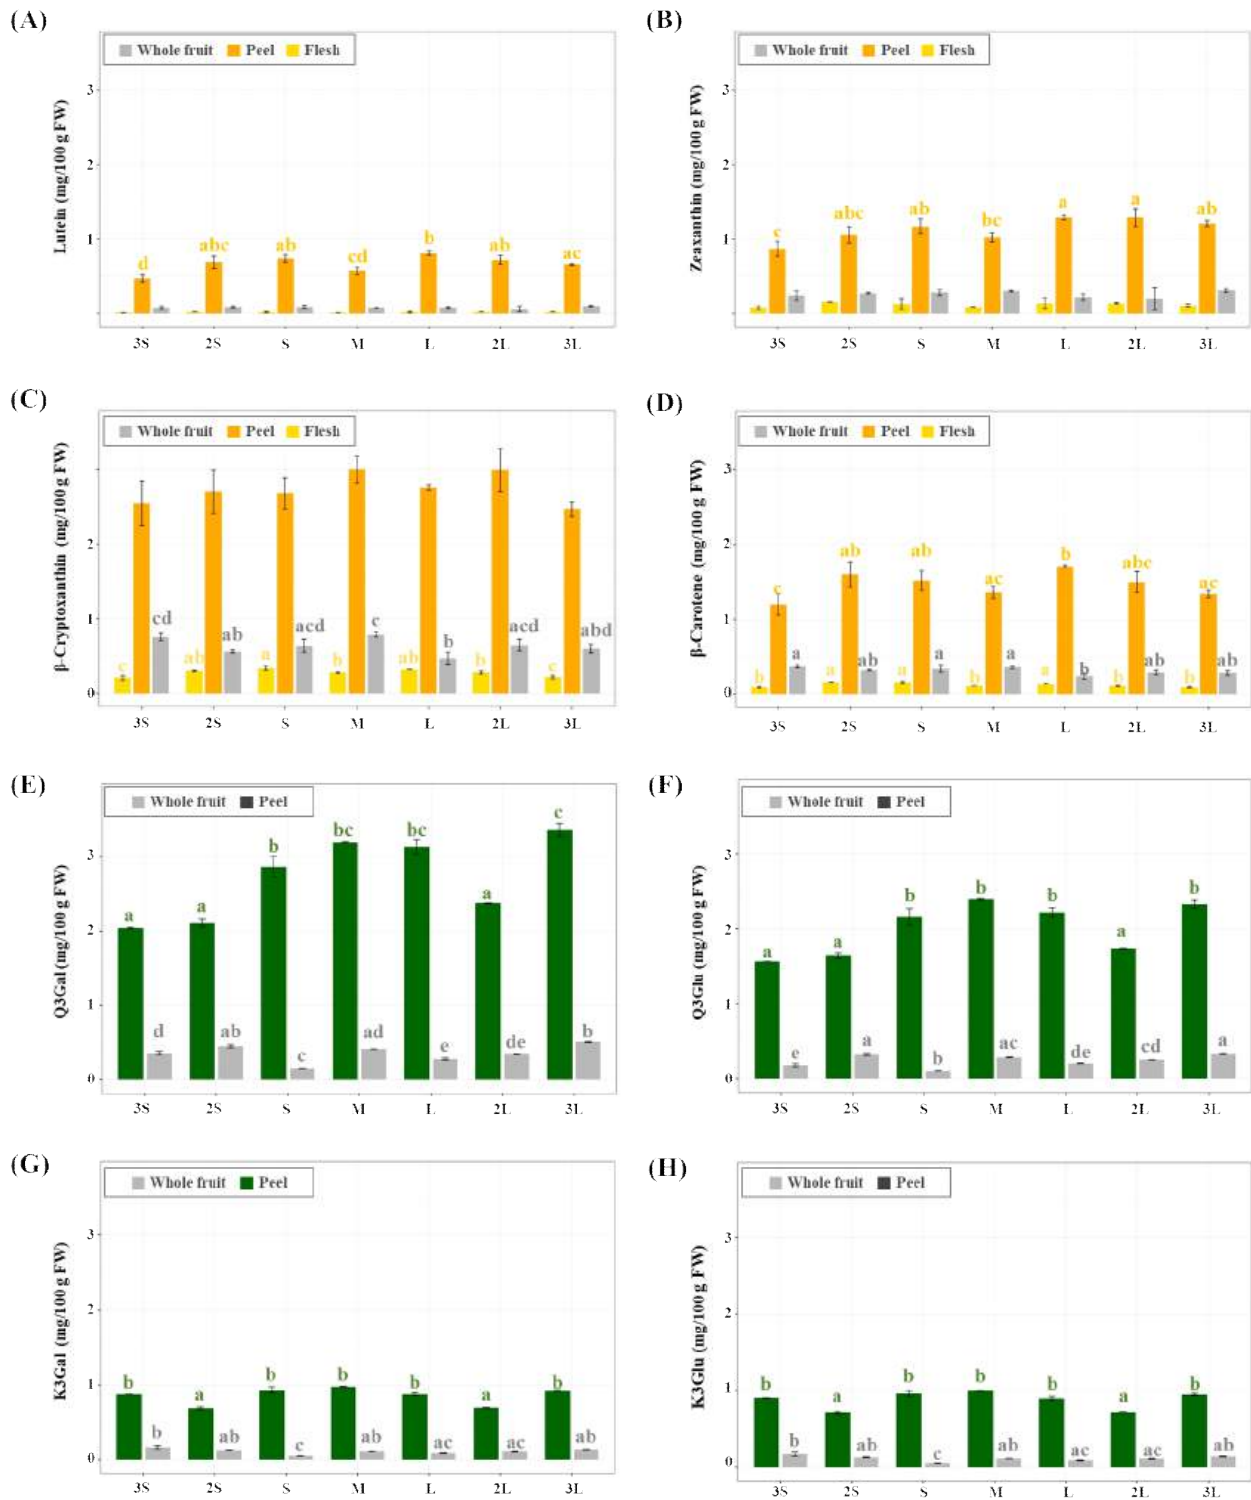 (A)
Whole fruit Peel Flesh
Lutein (mg/100 g FW)
3
2
1
d abc ab cd b ab ac
3S 2S S M L 2L 3L
(B)
Whole fruit Peel Flesh
Zeaxanthin (mg/100 g FW)
3
2
1
c abc ab bc a a ab
3S 2S S M L 2L 3L
(C)
Whole fruit Peel Flesh
β-Cryptoxanthin (mg/100 g FW)
2
1
0
cd ab acd c b acd abd
c ab a b ab b c
3S 2S S M L 2L 3L
(D)
Whole fruit Peel Flesh
β-Carotene (mg/100 g FW)
3
2
1
0
c ab ab ac b abc ac
a ab a a b ab ab
b a a b a b b
3S 2S S M L 2L 3L
(E)
Whole fruit Peel
Q3Gal (mg/100 g FW)
3
2
1
0
a a b bc bc a c
d ab c ad e de b
3S 2S S M L 2L 3L
(F)
Whole fruit Peel
Q3Glu (mg/100 g FW)
3
2
1
0
a a b b b a b
e a b ac de cd a
3S 2S S M L 2L 3L
(G)
Whole fruit Peel
K3Gal (mg/100 g FW)
3
2
1
0
b a b b b a b
b ab c ab ac ac ab
3S 2S S M L 2L 3L
(H)
Whole fruit Peel
K3Glu (mg/100 g FW)
3
2
1
0
b a b b b a b
b ab c ab ac ac ab
3S 2S S M L 2L 3L